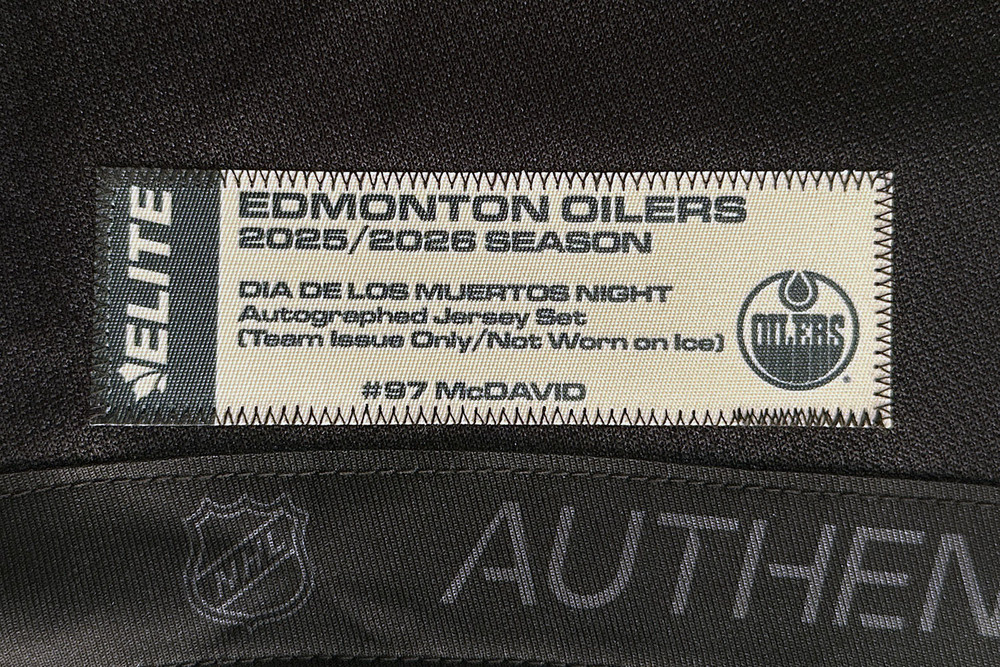 ELITE
EDMONTON OILERS
2025/2026 SEASON
DIA DE LOS MUERTOS NIGHT
Autographed Jersey Set
(Team Issue Only/Not Worn on Ice)
#97 McDAVID
OILERS
NHL
AUTHEN